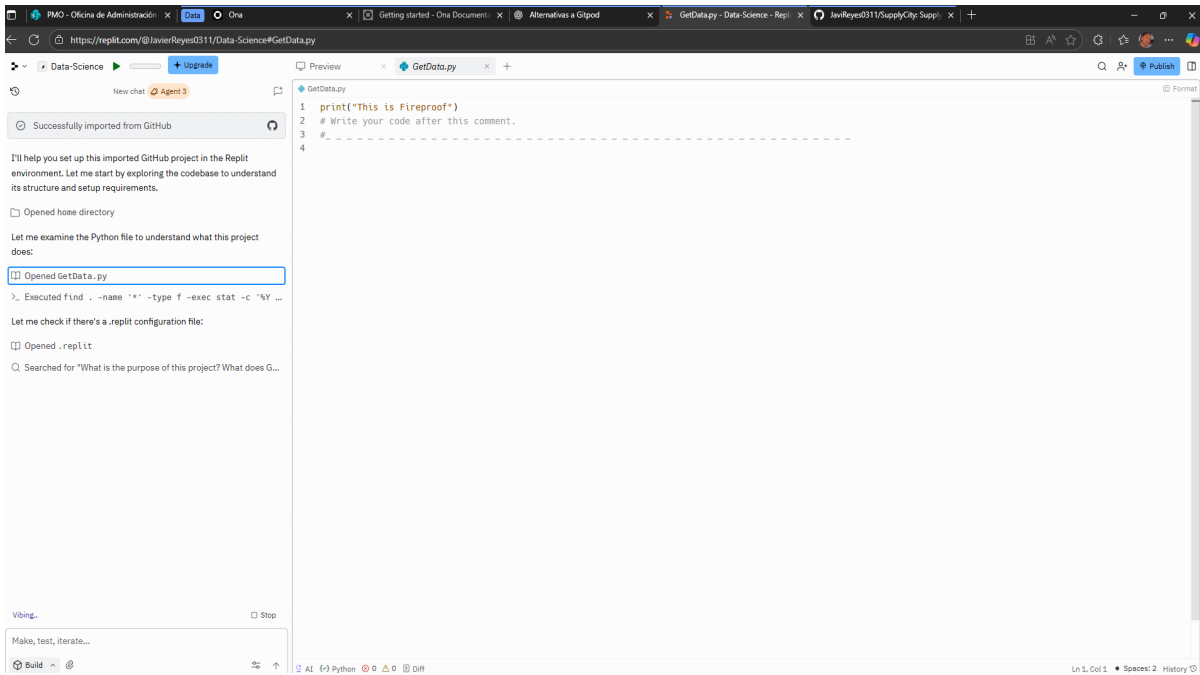 PMO - Oficina de Administración
Data
Ona
Getting started - Ona Documenta
Alternativas a Gitpod
GetData.py - Data-Science - Repli
JaviReyes0311/SupplyCity: Supply
https://replit.com/@JavierReyes0311/Data-Science#GetData.py
Data-Science
Upgrade
Preview
GetData.py
Publish
New chat
Agent 3
GetData.py
Format
Successfully imported from GitHub
I'll help you set up this imported GitHub project in the Replit
environment. Let me start by exploring the codebase to understand
its structure and setup requirements.
Opened home directory
Let me examine the Python file to understand what this project
does:
Opened GetData.py
>_ Executed find . -name '*' -type f -exec stat -c '%Y ...
Let me check if there's a .replit configuration file:
Opened .replit
Searched for "What is the purpose of this project? What does G...
1 print("This is Fireproof")
2 # Write your code after this comment.
3 #_ _ _ _ _ _ _ _ _ _ _ _ _ _ _ _ _ _ _ _ _ _ _ _ _ _ _ _ _ _ _ _ _ _ _ _ _ _ _ _
4
Vibing..
Stop
Make, test, iterate...
Build
AI {..} Python 0 0 Diff
Ln 1, Col 1 • Spaces: 2 History